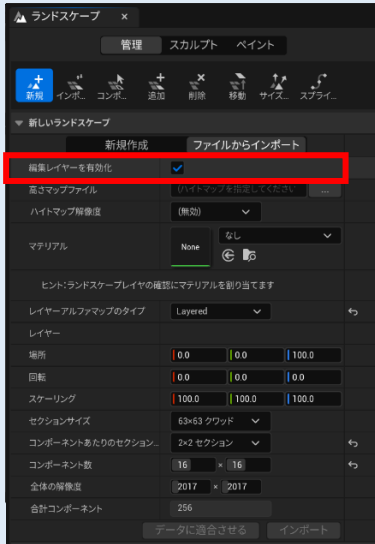 ランドスケープ ×
管理 スカルプト ペイント
新規 インポ... コンポ... 追加 削除 移動 サイズ... スプライ...
新しいランドスケープ
新規作成 ファイルからインポート
編集レイヤーを有効化
高さマップファイル (ハイトマップを指定してください ...
ハイトマップ解像度 (無効)
マテリアル None なし
ヒント:ランドスケープレイヤの確認にマテリアルを割り当てます
レイヤーアルファマップのタイプ Layered
レイヤー
場所 0.0 0.0 100.0
回転 0.0 0.0 0.0
スケーリング 100.0 100.0 100.0
セクションサイズ 63×63 クワッド
コンポーネントあたりのセクション... 2×2 セクション
コンポーネント数 16 × 16
全体の解像度 2017 × 2017
合計コンポーネント 256
データに適合させる インポート